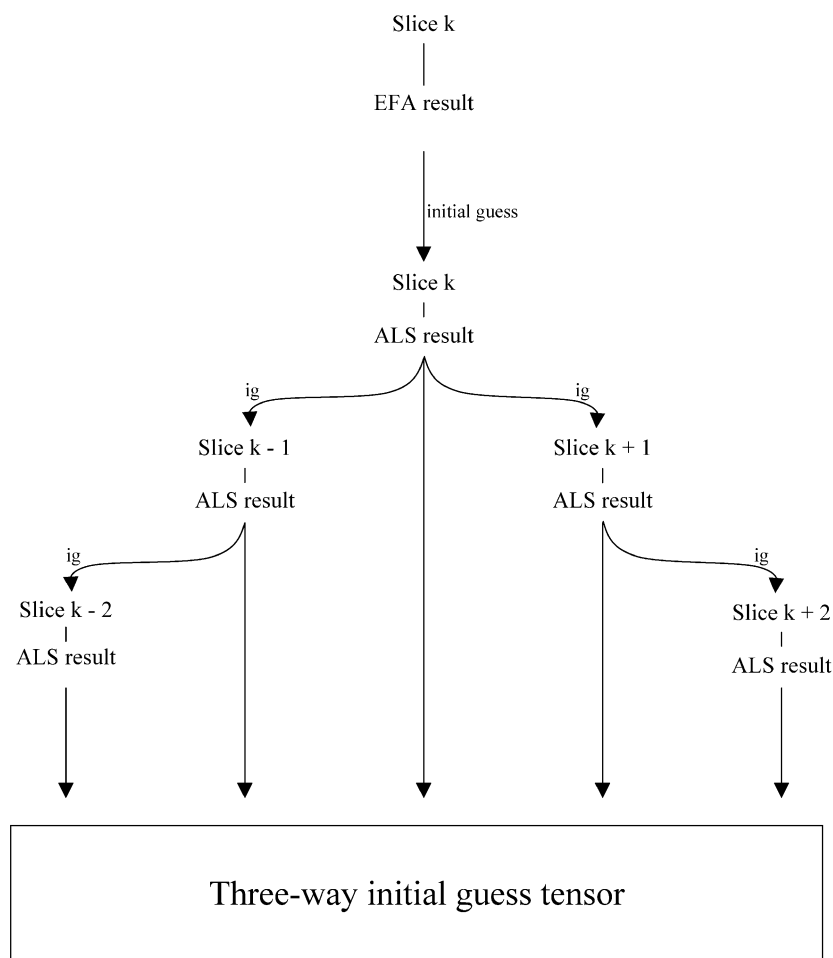 Slice k
EFA result
initial guess
Slice k
ALS result
ig
ig
Slice k - 1
Slice k + 1
ALS result
ALS result
ig
ig
Slice k - 2
Slice k + 2
ALS result
ALS result
Three-way initial guess tensor